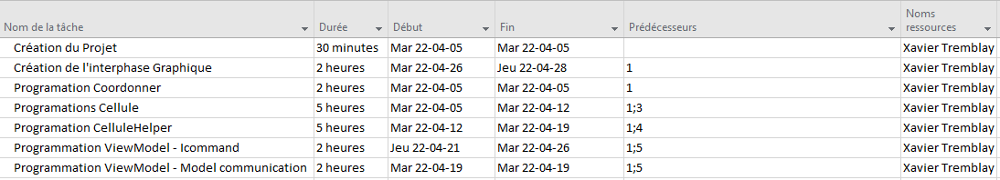 Nom de la tâche Durée Début Fin Prédécesseurs Noms ressources
Création du Projet 30 minutes Mar 22-04-05 Mar 22-04-05 Xavier Tremblay
Création de l'interphase Graphique 2 heures Mar 22-04-26 Jeu 22-04-28 1 Xavier Tremblay
Programation Coordonner 2 heures Mar 22-04-05 Mar 22-04-05 1 Xavier Tremblay
Programations Cellule 5 heures Mar 22-04-05 Mar 22-04-12 1;3 Xavier Tremblay
Programation CelluleHelper 5 heures Mar 22-04-12 Mar 22-04-19 1;4 Xavier Tremblay
Programmation ViewModel - Icommand 2 heures Jeu 22-04-21 Mar 22-04-26 1;5 Xavier Tremblay
Programmation ViewModel - Model communication 2 heures Mar 22-04-19 Mar 22-04-19 1;5 Xavier Tremblay